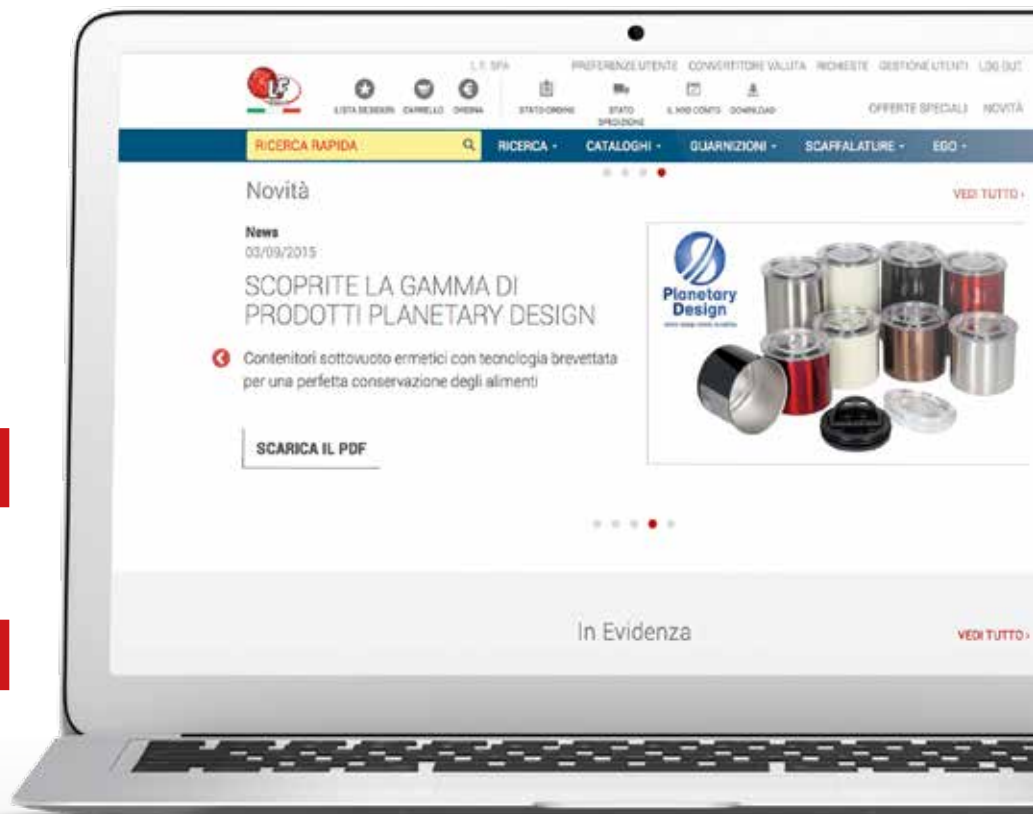 LF
L.F. SPA
PREFERENZE UTENTE CONVERTITORE VALUTA RICHIESTE GESTIONE UTENTI LOG OUT
LISTA DESIDERI CARRELLO ORDINA STATO ORDINI STATO SPEDIZIONE IL MIO CONTO DOWNLOAD
OFFERTE SPECIALI NOVITÀ
RICERCA RAPIDA RICERCA CATALOGHI GUARNIZIONI SCAFFALATURE EGO
Novità
VEDI TUTTO ›
News
03/09/2015
SCOPRITE LA GAMMA DI
PRODOTTI PLANETARY DESIGN
Contenitori sottovuoto ermetici con tecnologia brevettata
per una perfetta conservazione degli alimenti
SCARICA IL PDF
Planetary
Design
In Evidenza
VEDI TUTTO ›